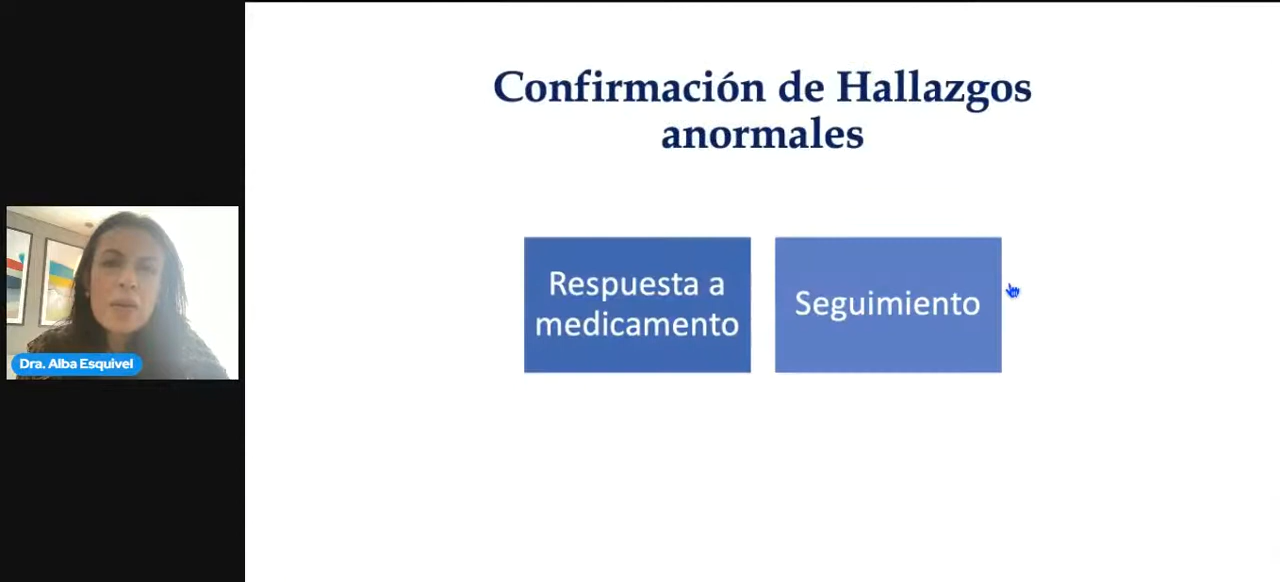 Confirmación de Hallazgos
anormales
Respuesta a
medicamento
Seguimiento
Dra. Alba Esquivel